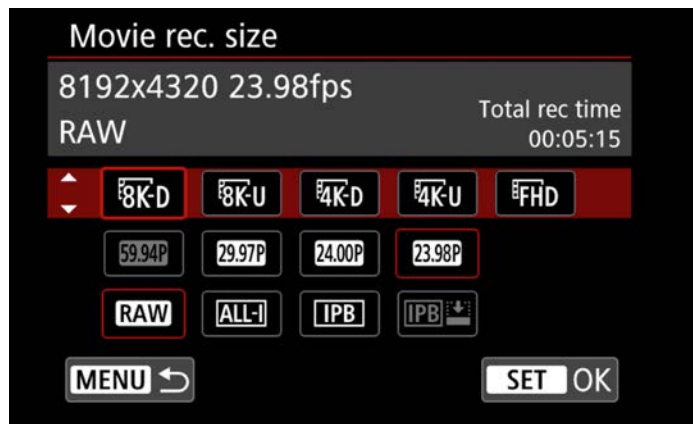 Movie rec. size
8192x4320 23.98fps
RAW
Total rec time
00:05:15
8K-D 8K-U 4K-D 4K-U FHD
59.94P 29.97P 24.00P 23.98P
RAW ALL-I IPB IPB
MENU SET OK